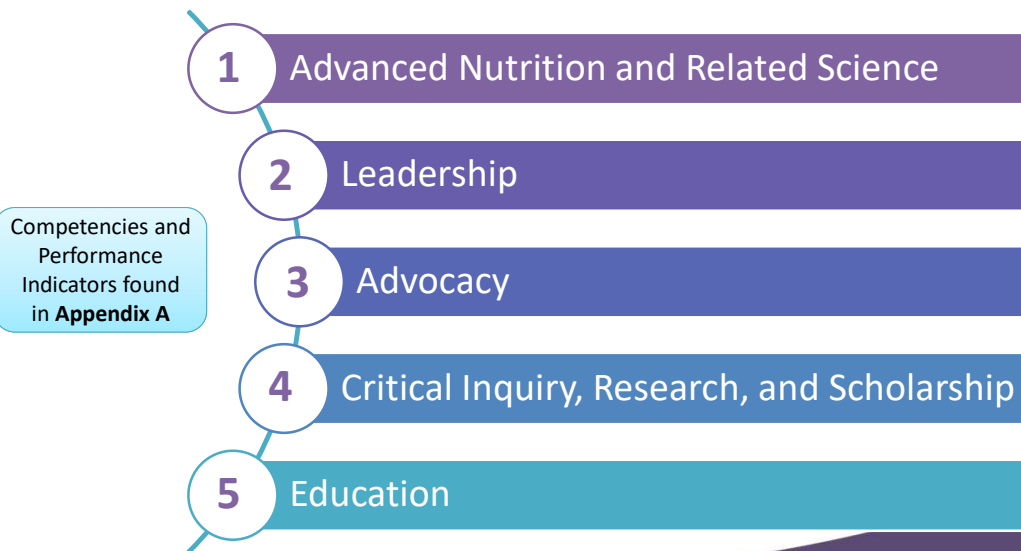 1 Advanced Nutrition and Related Science
2 Leadership
Competencies and
Performance
Indicators found
in Appendix A
3 Advocacy
4 Critical Inquiry, Research, and Scholarship
5 Education